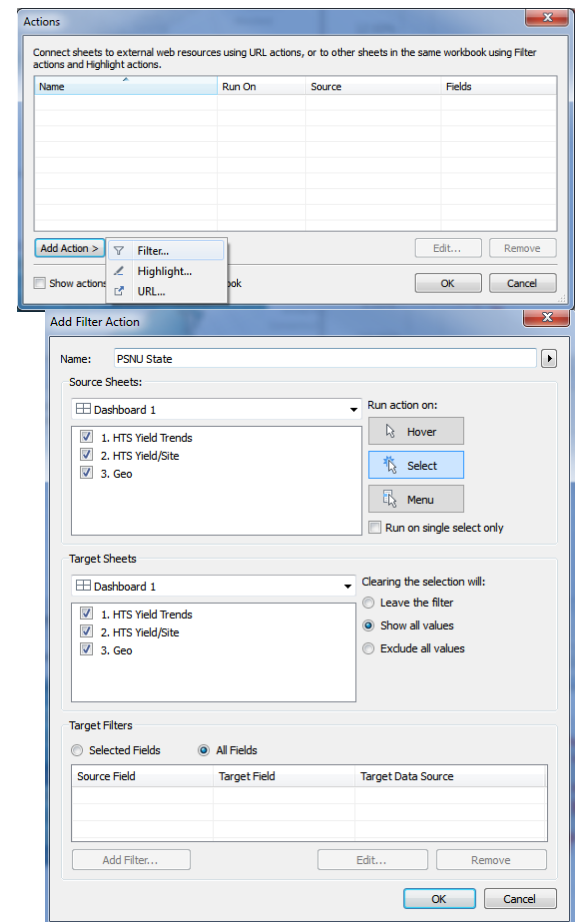 Actions
Connect sheets to external web resources using URL actions, or to other sheets in the same workbook using Filter
actions and Highlight actions.
Name Run On Source Fields
Add Action > Edit... Remove
Filter...
Highlight...
URL...
Show actions ook OK Cancel
Add Filter Action
Name: PSNU State
Source Sheets:
Dashboard 1 Run action on:
1. HTS Yield Trends Hover
2. HTS Yield/Site
3. Geo Select
Menu
Run on single select only
Target Sheets
Dashboard 1 Clearing the selection will:
1. HTS Yield Trends Leave the filter
2. HTS Yield/Site Show all values
3. Geo Exclude all values
Target Filters
Selected Fields All Fields
Source Field Target Field Target Data Source
Add Filter... Edit... Remove
OK Cancel